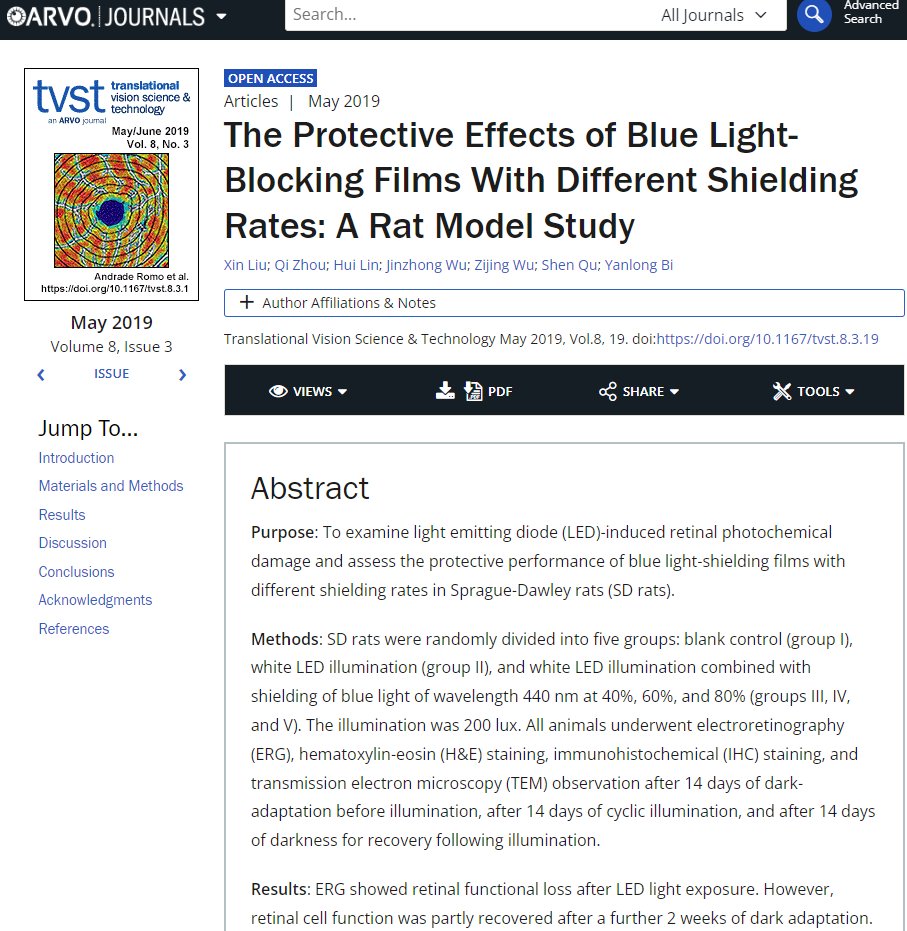 ARVO. JOURNALS
Search...
All Journals
Advanced
Search
tvst translational
vision science &
technology
an ARVO journal
May/June 2019
Vol. 8, No. 3
Andrade Romo et al.
https://doi.org/10.1167/tvst.8.3.1
May 2019
Volume 8, Issue 3
ISSUE
Jump To...
Introduction
Materials and Methods
Results
Discussion
Conclusions
Acknowledgments
References
OPEN ACCESS
Articles | May 2019
The Protective Effects of Blue Light-
Blocking Films With Different Shielding
Rates: A Rat Model Study
Xin Liu; Qi Zhou; Hui Lin; Jinzhong Wu; Zijing Wu; Shen Qu; Yanlong Bi
+ Author Affiliations & Notes
Translational Vision Science & Technology May 2019, Vol.8, 19. doi:https://doi.org/10.1167/tvst.8.3.19
VIEWS
PDF
SHARE
TOOLS
Abstract
Purpose: To examine light emitting diode (LED)-induced retinal photochemical
damage and assess the protective performance of blue light-shielding films with
different shielding rates in Sprague-Dawley rats (SD rats).
Methods: SD rats were randomly divided into five groups: blank control (group I),
white LED illumination (group II), and white LED illumination combined with
shielding of blue light of wavelength 440 nm at 40%, 60%, and 80% (groups III, IV,
and V). The illumination was 200 lux. All animals underwent electroretinography
(ERG), hematoxylin-eosin (H&E) staining, immunohistochemical (IHC) staining, and
transmission electron microscopy (TEM) observation after 14 days of dark-
adaptation before illumination, after 14 days of cyclic illumination, and after 14 days
of darkness for recovery following illumination.
Results: ERG showed retinal functional loss after LED light exposure. However,
retinal cell function was partly recovered after a further 2 weeks of dark adaptation.